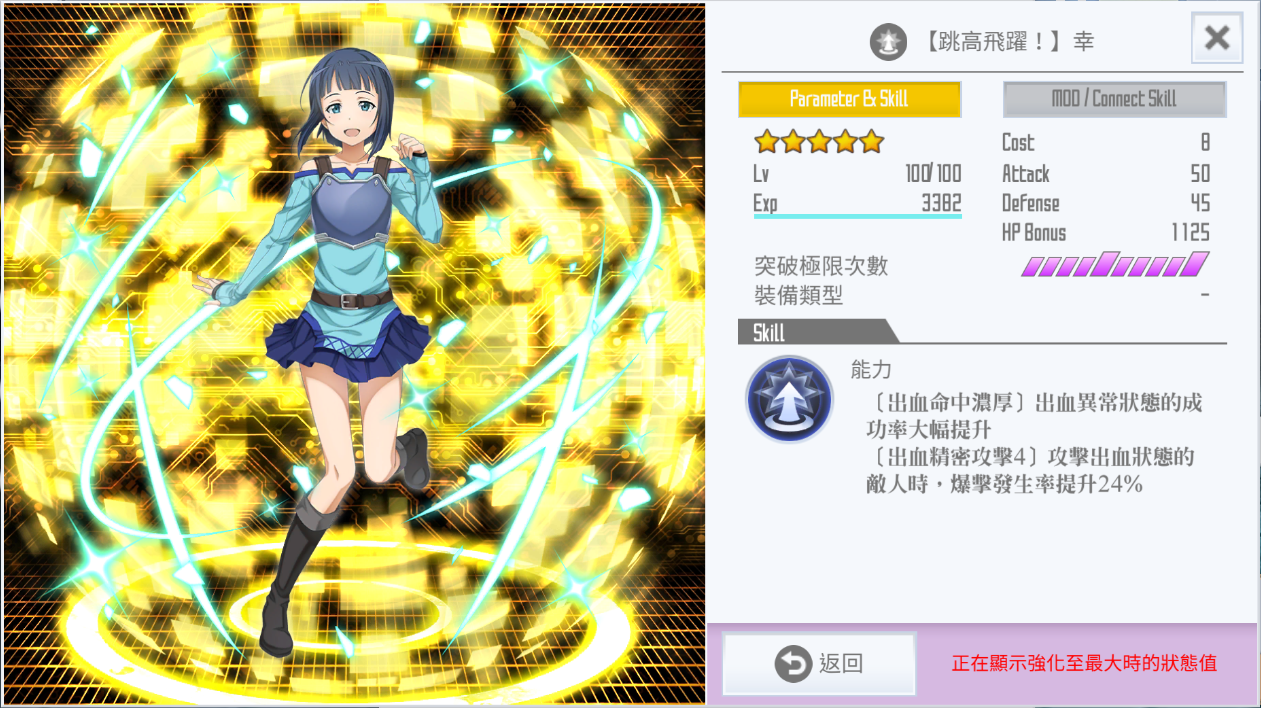 【跳高飛躍！】幸
Parameter & Skill
MOD / Connect Skill
Lv 100/100
Exp 3382
Cost 8
Attack 50
Defense 45
HP Bonus 1125
突破極限次數
裝備類型 -
Skill
能力
〔出血命中濃厚〕出血異常狀態的成
功率大幅提升
〔出血精密攻擊4〕攻擊出血狀態的
敵人時，爆擊發生率提升24%
返回
正在顯示強化至最大時的狀態值